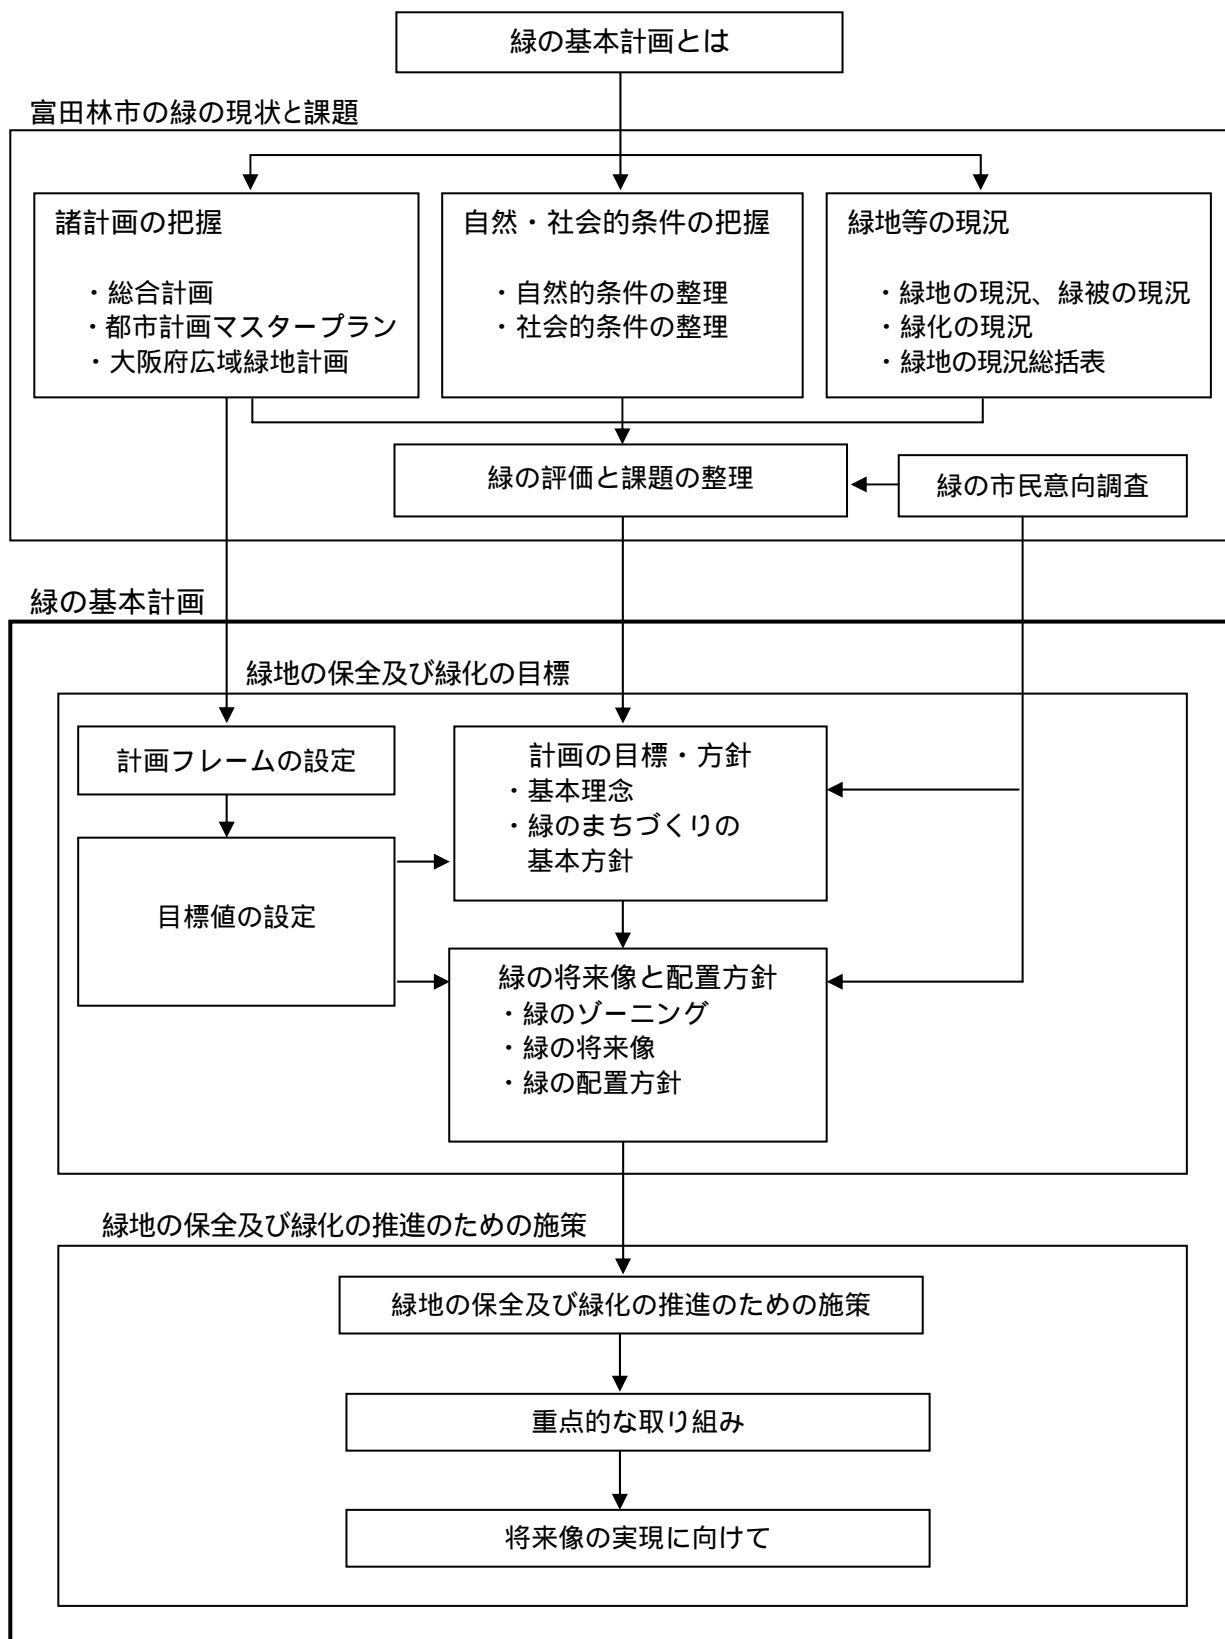 緑の基本計画とは
富田林市の緑の現状と課題
諸計画の把握
・総合計画
・都市計画マスタープラン
・大阪府広域緑地計画
自然・社会的条件の把握
・自然的条件の整理
・社会的条件の整理
緑地等の現況
・緑地の現況、緑被の現況
・緑化の現況
・緑地の現況総括表
緑の評価と課題の整理
緑の市民意向調査
緑の基本計画
緑地の保全及び緑化の目標
計画フレームの設定
目標値の設定
計画の目標・方針
・基本理念
・緑のまちづくりの
基本方針
緑の将来像と配置方針
・緑のゾーニング
・緑の将来像
・緑の配置方針
緑地の保全及び緑化の推進のための施策
緑地の保全及び緑化の推進のための施策
重点的な取り組み
将来像の実現に向けて